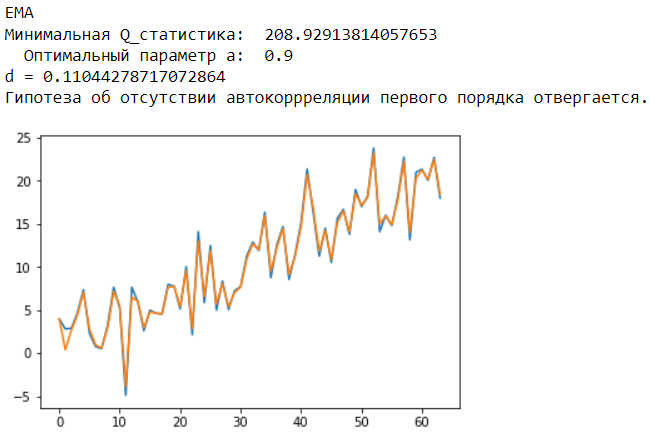 EMA
Минимальная Q_статистика:  208.92913814057653
Оптимальный параметр a:  0.9
d = 0.11044278717072864
Гипотеза об отсутствии автокорррреляции первого порядка отвергается.
25
20
15
10
5
0
−5
0 10 20 30 40 50 60